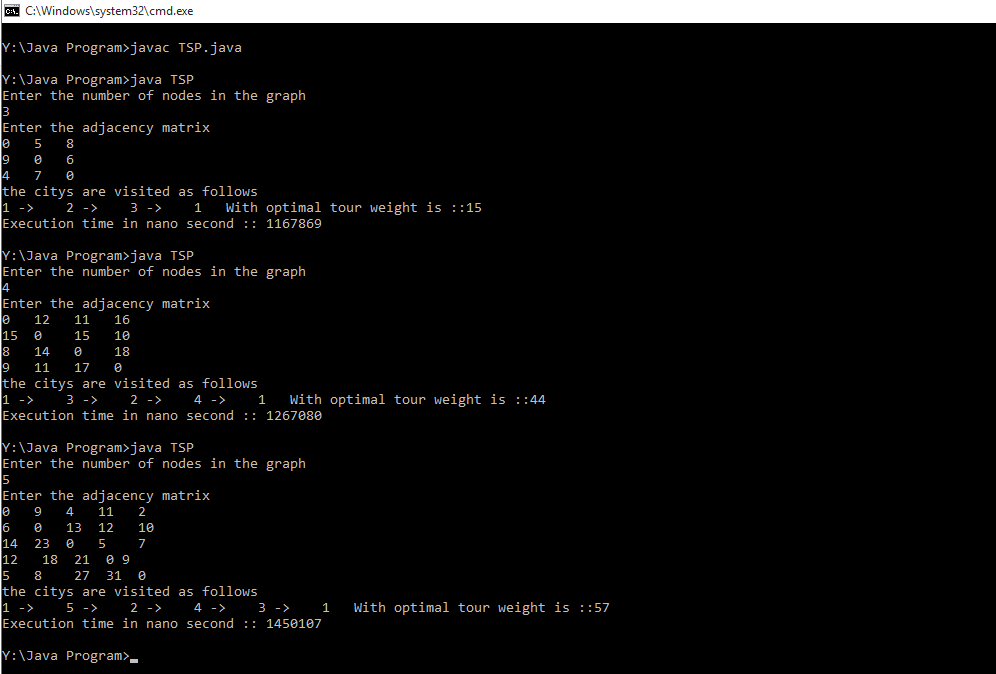 C:\Windows\system32\cmd.exe
Y:\Java Program>javac TSP.java
Y:\Java Program>java TSP
Enter the number of nodes in the graph
3
Enter the adjacency matrix
0 5 8
9 0 6
4 7 0
the citys are visited as follows
1 -> 2 -> 3 -> 1 With optimal tour weight is ::15
Execution time in nano second :: 1167869
Y:\Java Program>java TSP
Enter the number of nodes in the graph
4
Enter the adjacency matrix
0 12 11 16
15 0 15 10
8 14 0 18
9 11 17 0
the citys are visited as follows
1 -> 3 -> 2 -> 4 -> 1 With optimal tour weight is ::44
Execution time in nano second :: 1267080
Y:\Java Program>java TSP
Enter the number of nodes in the graph
5
Enter the adjacency matrix
0 9 4 11 2
6 0 13 12 10
14 23 0 5 7
12 18 21 0 9
5 8 27 31 0
the citys are visited as follows
1 -> 5 -> 2 -> 4 -> 3 -> 1 With optimal tour weight is ::57
Execution time in nano second :: 1450107
Y:\Java Program>